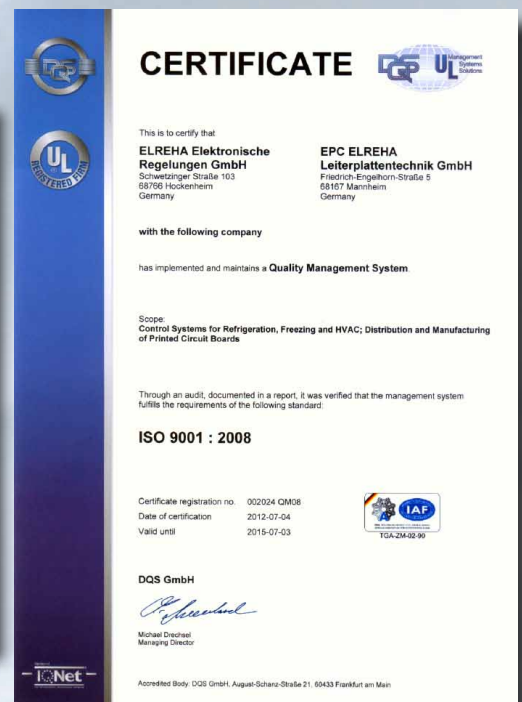 DQS
CERTIFICATE
DQS
UL
Management
Systems
Solutions
UL
REGISTERED FIRM
This is to certify that
ELREHA Elektronische
Regelungen GmbH
Schwetzinger Straße 103
68766 Hockenheim
Germany
EPC ELREHA
Leiterplattentechnik GmbH
Friedrich-Engelhorn-Straße 5
68167 Mannheim
Germany
with the following company
has implemented and maintains a Quality Management System.
Scope:
Control Systems for Refrigeration, Freezing and HVAC; Distribution and Manufacturing
of Printed Circuit Boards
Through an audit, documented in a report, it was verified that the management system
fulfills the requirements of the following standard:
ISO 9001 : 2008
Certificate registration no. 002024 QM08
Date of certification 2012-07-04
Valid until 2015-07-03
IAF
TGA-ZM-02-90
DQS GmbH
Michael Drechsel
Managing Director
IQNet
Accredited Body: DQS GmbH, August-Schanz-Straße 21, 60433 Frankfurt am Main